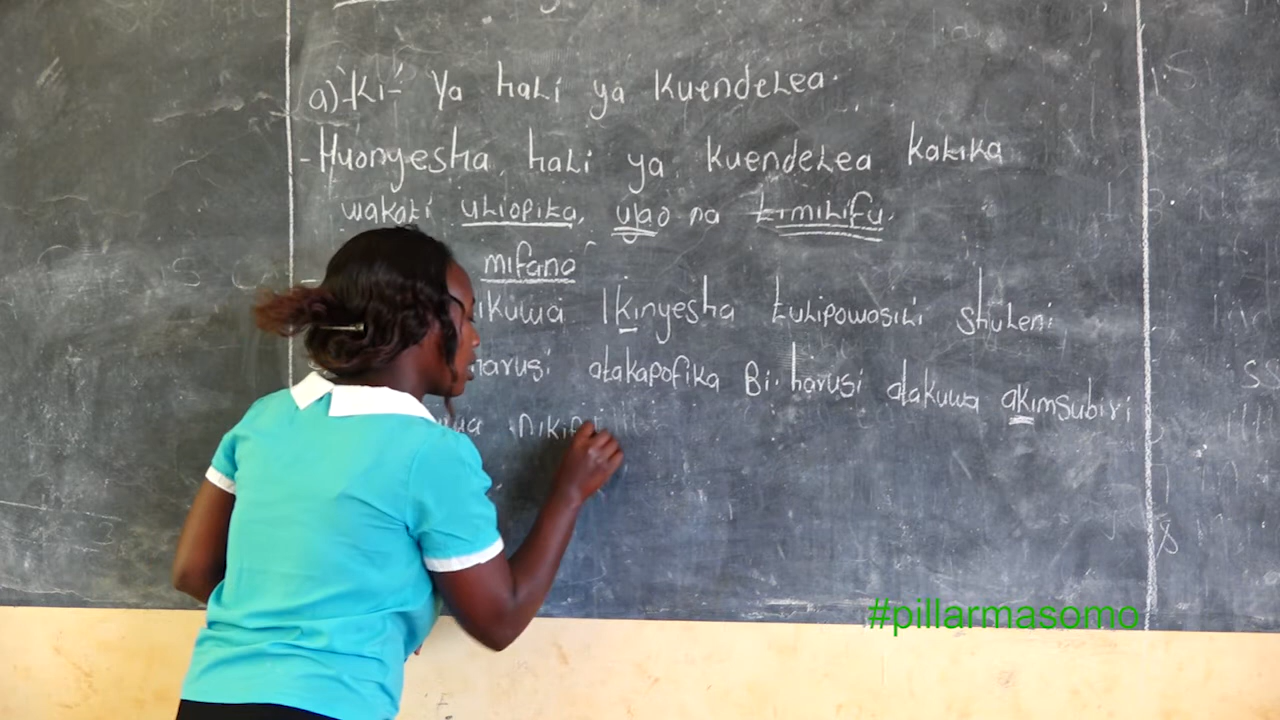 a) '-Ki-' Ya hali ya kuendelea.
- Huonyesha hali ya kuendelea katika
wakati uliopita, ujao na timilifu.
mifano
ikuwa Ikinyesha tulipowasili shuleni
harusi atakapofika Bi. harusi atakuwa akimsubiri
#pillarmasomo